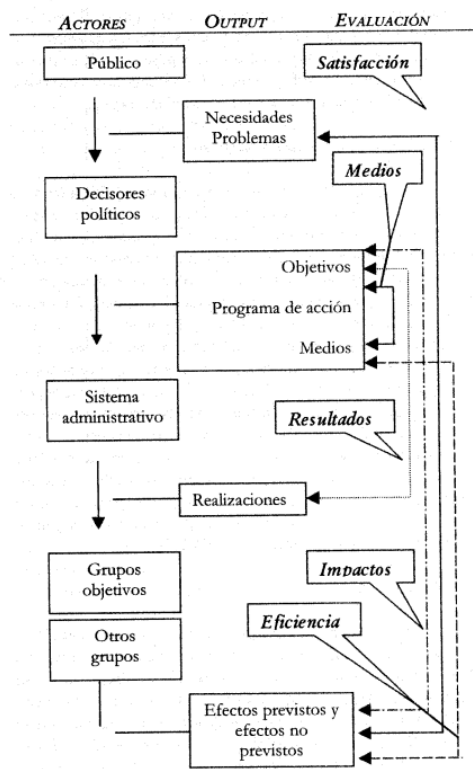 ACTORES OUTPUT EVALUACIÓN
Público
Satisfacción
Necesidades
Problemas
Medios
Decisores
políticos
Objetivos
Programa de acción
Medios
Sistema
administrativo
Resultados
Realizaciones
Grupos
objetivos
Impactos
Otros
grupos
Eficiencia
Efectos previstos y
efectos no
previstos